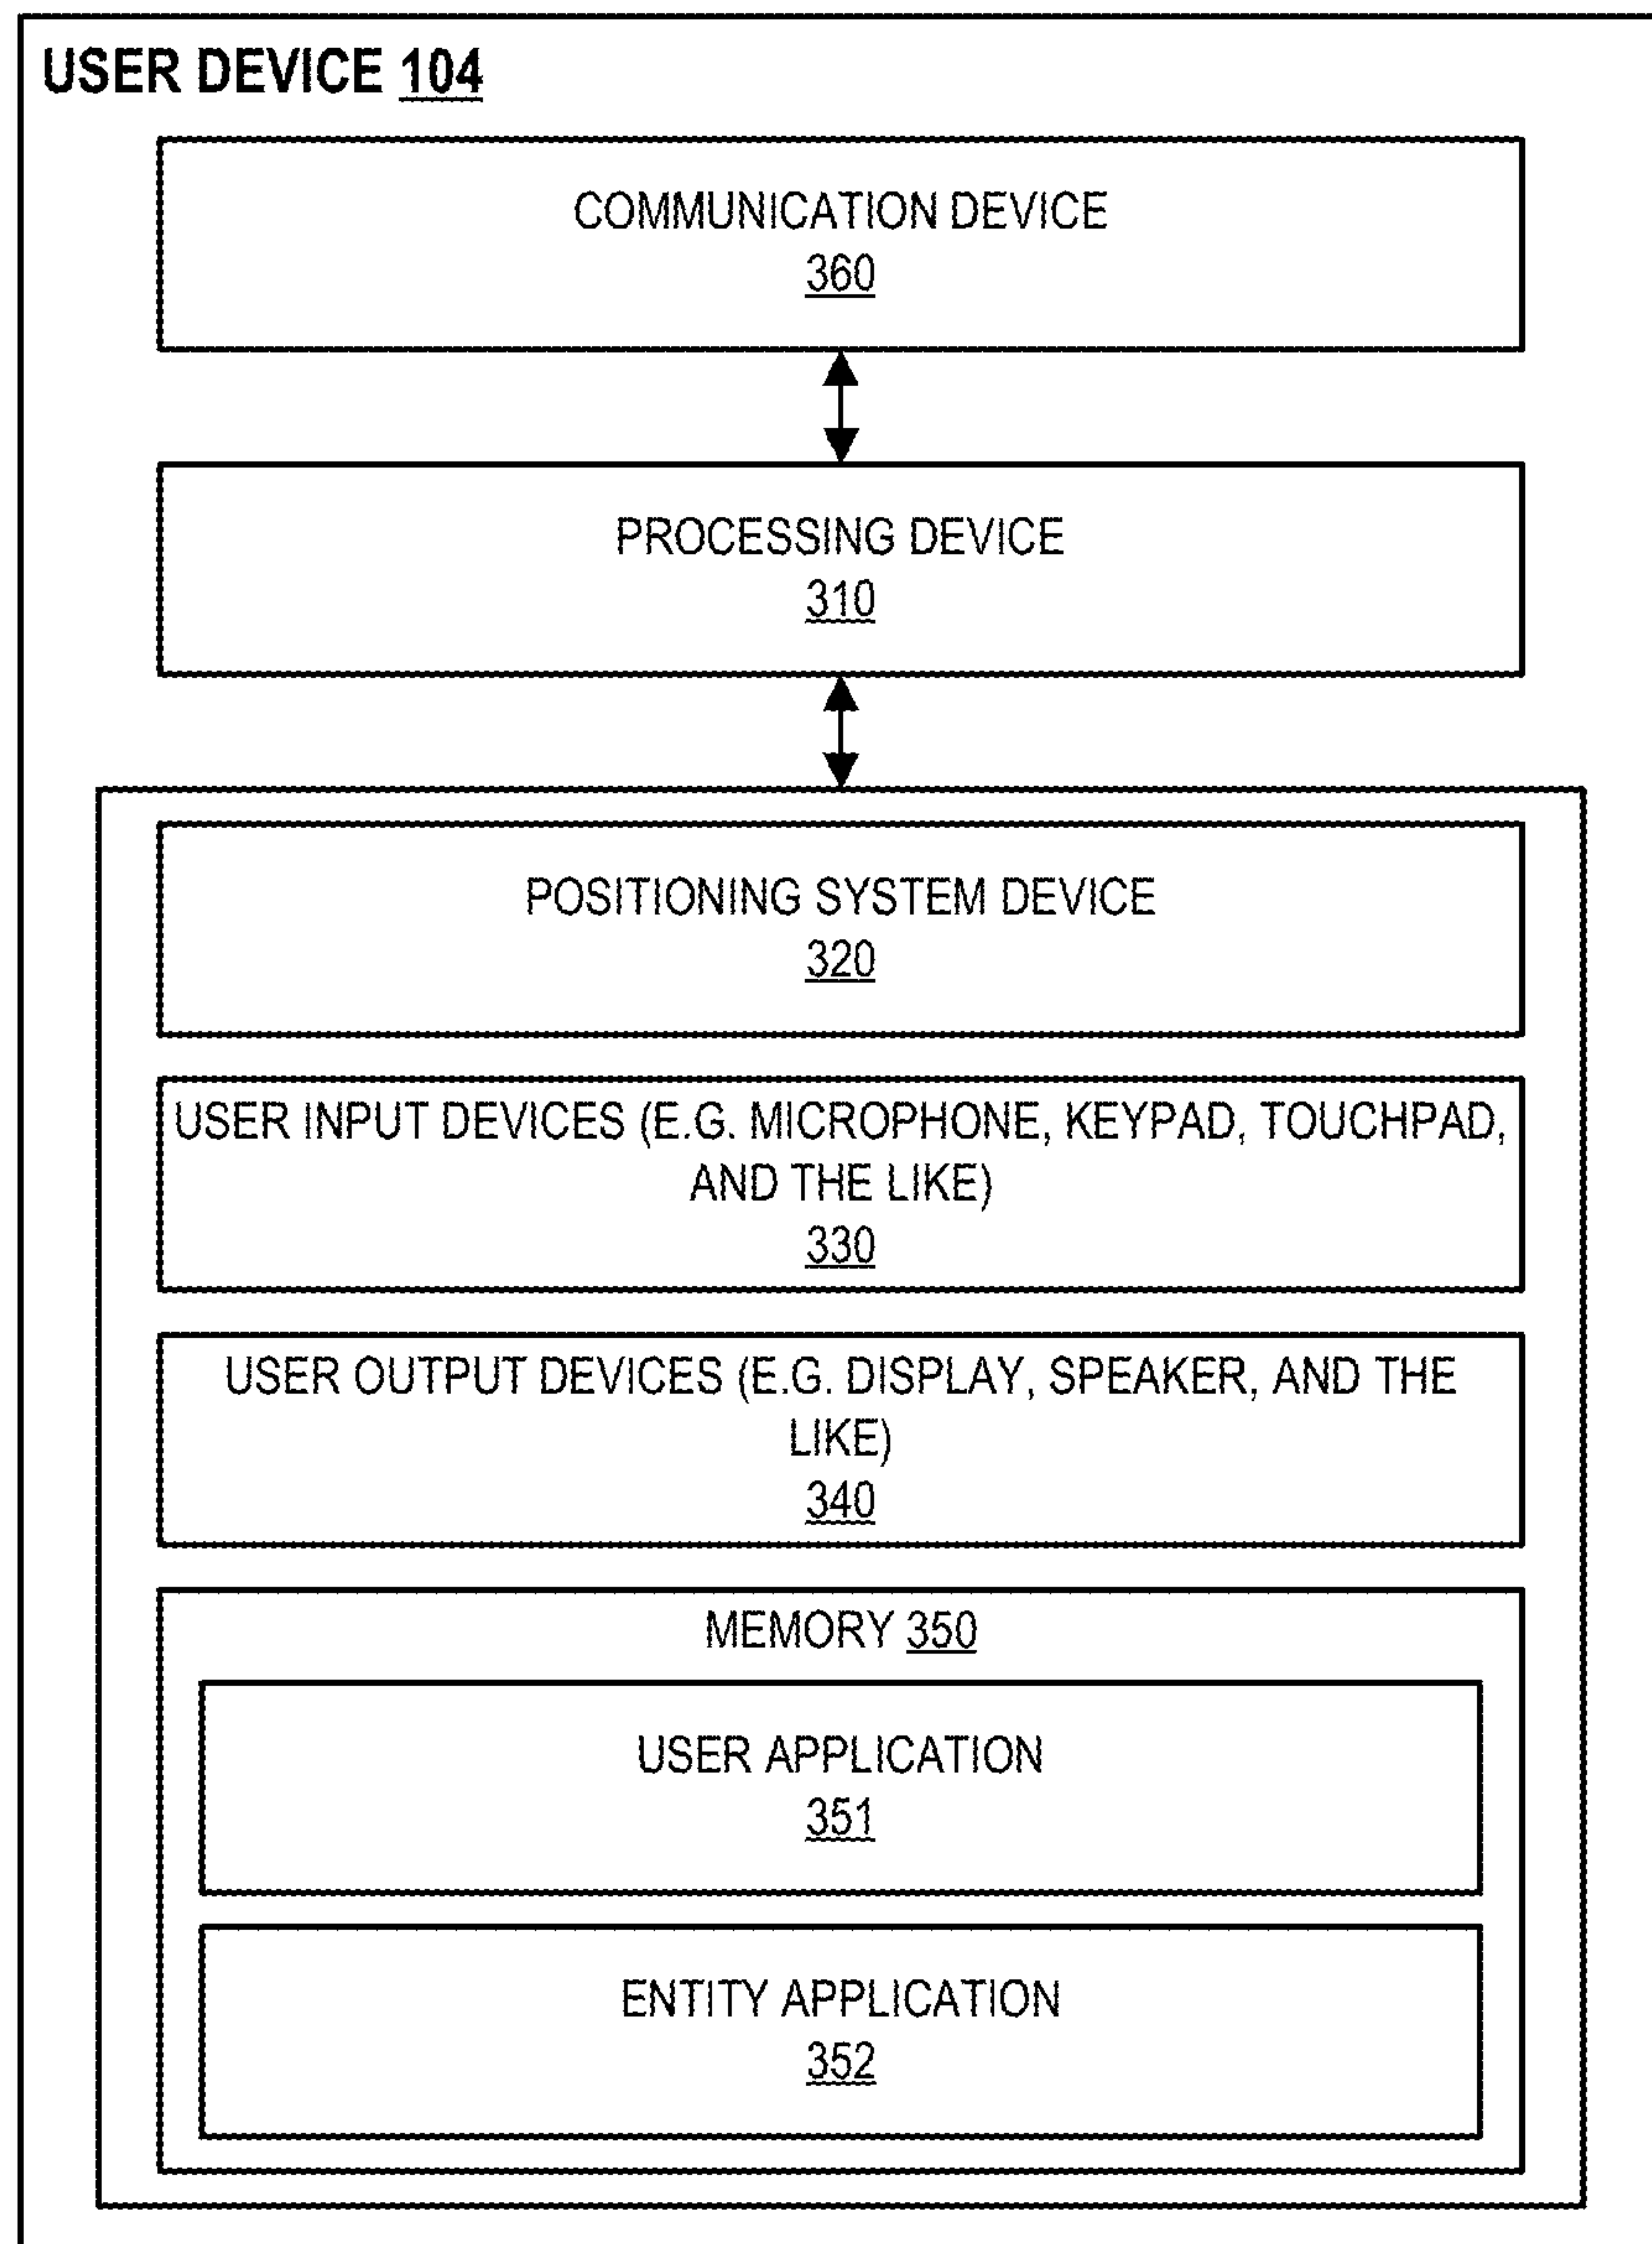 USER DEVICE 104
COMMUNICATION DEVICE
360
PROCESSING DEVICE
310
POSITIONING SYSTEM DEVICE
320
USER INPUT DEVICES (E.G. MICROPHONE, KEYPAD, TOUCHPAD,
AND THE LIKE)
330
USER OUTPUT DEVICES (E.G. DISPLAY, SPEAKER, AND THE
LIKE)
340
MEMORY 350
USER APPLICATION
351
ENTITY APPLICATION
352